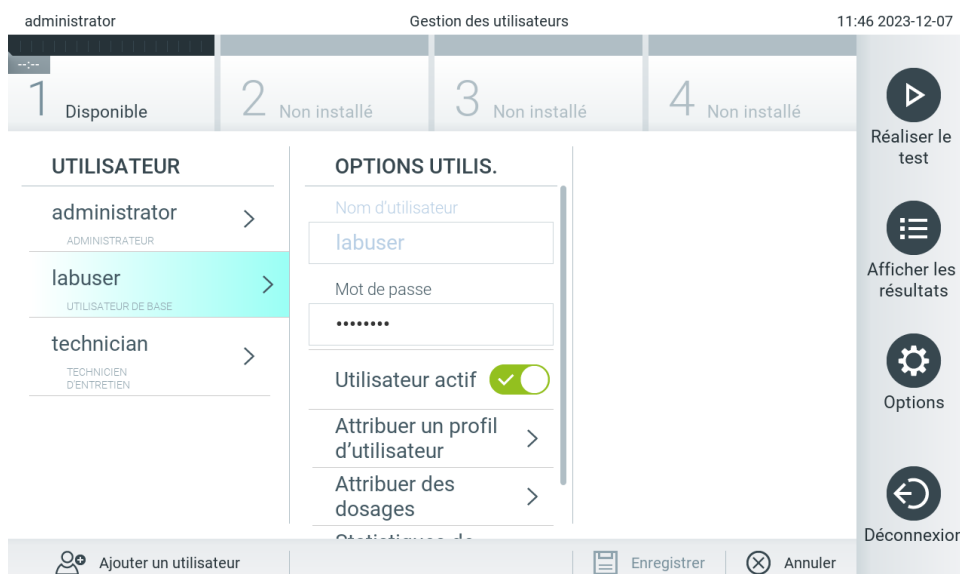 administrator
Gestion des utilisateurs
11:46 2023-12-07
--:--
1 Disponible
2 Non installé
3 Non installé
4 Non installé
UTILISATEUR
administrator
ADMINISTRATEUR
labuser
UTILISATEUR DE BASE
technician
TECHNICIEN
D'ENTRETIEN
OPTIONS UTILIS.
Nom d'utilisateur
labuser
Mot de passe
••••••••
Utilisateur actif
Attribuer un profil
d'utilisateur
Attribuer des
dosages
Statistiques de
Réaliser le
test
Afficher les
résultats
Options
Déconnexion
Ajouter un utilisateur
Enregistrer
Annuler